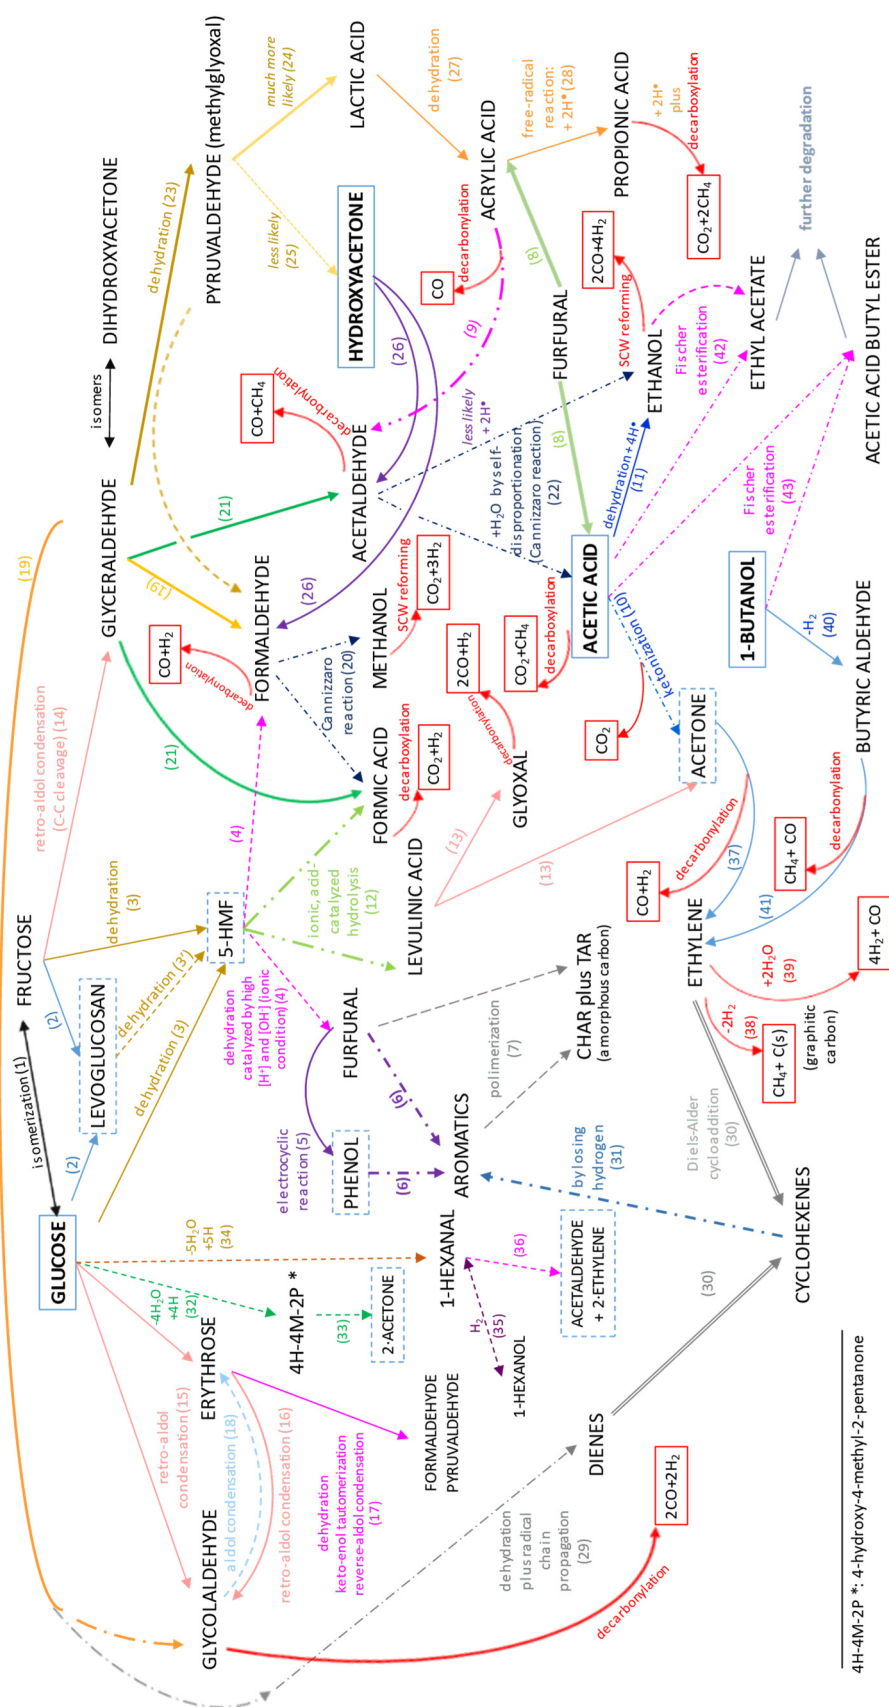 GLUCOSE
isomerization (1)
FRUCTOSE
(2)
(2)
LEVOGLUCOSAN
dehydration (3)
dehydration (3')
dehydration
(3)
5-HMF
retro-aldol condensation
(C-C cleavage) (14)
GLYCERALDEHYDE
isomers
DIHYDROXYACETONE
(19)
(19)
(21)
(21)
dehydration (23)
PYRUVALDEHYDE (methylglyoxal)
much more
likely (24)
less likely
(25)
LACTIC ACID
dehydration
(27)
HYDROXYACETONE
(26)
(26)
ACRYLIC ACID
decarbonylation
CO
(9)
free-radical
reaction:
+ 2H• (28)
PROPIONIC ACID
+ 2H•
plus
decarboxylation
CO₂+2CH₄
GLYCOLALDEHYDE
retro-aldol
condensation (15)
aldol condensation (18)
retro-aldol condensation (16)
ERYTHROSE
dehydration
keto-enol tautomerization
reverse-aldol condensation
(17)
FORMALDEHYDE
PYRUVALDEHYDE
-4H₂O
+4H
(32)
4H-4M-2P *
(33)
2·ACETONE
-5H₂O
+5H
(34)
1-HEXANAL
H₂
(35)
1-HEXANOL
(36)
ACETALDEHYDE
+ 2·ETHYLENE
dehydration
catalyzed by high
[H⁺] and [OH⁻] (ionic
condition) (4)
(4)
FURFURAL
electrocyclic
reaction (5)
PHENOL
(6)
(6)
AROMATICS
polimerization
(7)
CHAR plus TAR
(amorphous carbon)
ionic, acid-
catalyzed
hydrolysis
(12)
LEVULINIC ACID
(13)
(13)
FORMIC ACID
decarboxylation
CO₂+H₂
FORMALDEHYDE
decarbonylation
CO+H₂
Cannizzaro
reaction (20)
METHANOL
SCW reforming
CO₂+3H₂
GLYOXAL
decarbonylation
2CO+H₂
ACETALDEHYDE
decarbonylation
CO+CH₄
less likely
+ 2H•
+H₂O by self-
disproportionation
(Cannizzaro reaction)
(22)
FURFURAL
(8)
(8)
ACETIC ACID
decarboxylation
CO₂+CH₄
dehydration + 4H•
(11)
ETHANOL
SCW reforming
2CO+4H₂
Fischer
esterification
(42)
ETHYL ACETATE
further degradation
Fischer
esterification
(43)
ACETIC ACID BUTYL ESTER
ketonization (10)
CO₂
ACETONE
decarbonylation
CO+H₂
(37)
1-BUTANOL
-H₂
(40)
BUTYRIC ALDEHYDE
decarbonylation
CH₄+ CO
(41)
ETHYLENE
-2H₂
(38)
+2H₂O
(39)
CH₄+ C(s)
(graphitic
carbon)
4H₂ + CO
Diels-Alder
cycloaddition
(30)
(30)
CYCLOHEXENES
by losing
hydrogen
(31)
DIENES
dehydration
plus radical
chain
propagation
(29)
decarbonylation
2CO+2H₂
4H-4M-2P *: 4-hydroxy-4-methyl-2-pentanone